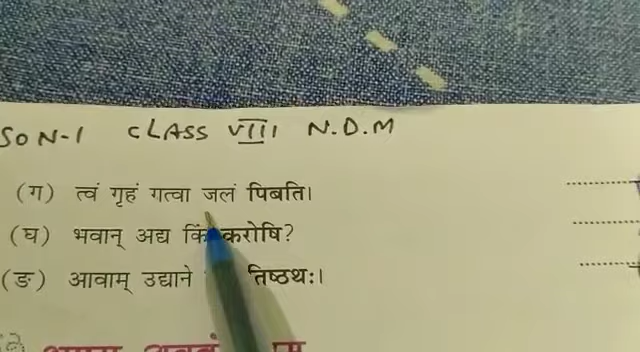 SON-1 CLASS VIII N.D.M
(ग) त्वं गृहं गत्वा जलं पिबति।
(घ) भवान् अद्य किं करोषि?
(ङ) आवाम् उद्याने तिष्ठथः।